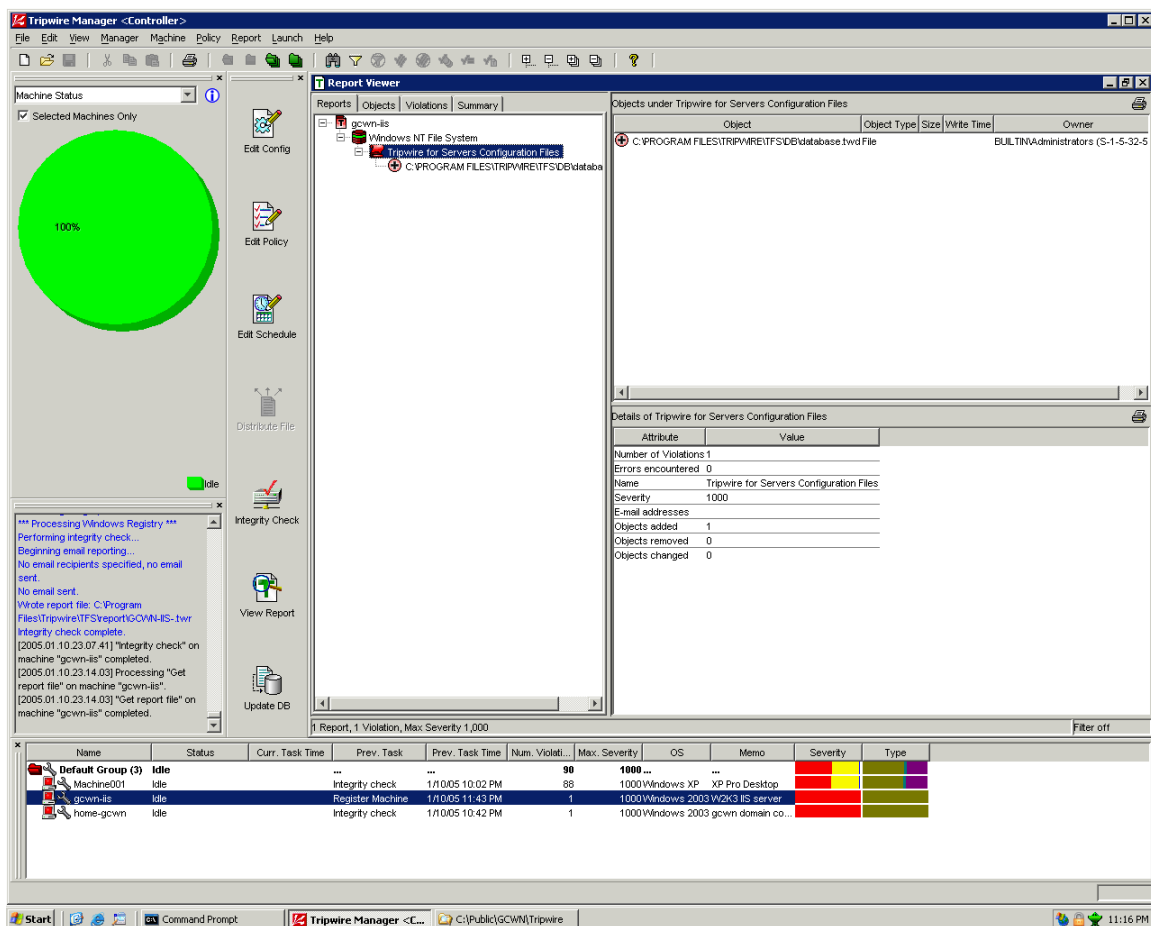 Tripwire Manager <Controller>
File Edit View Manager Machine Policy Report Launch Help
Machine Status
Selected Machines Only
100%
Idle
*** Processing Windows Registry ***
Performing integrity check...
Beginning email reporting...
No email recipients specified, no email
sent.
No email sent.
Wrote report file: C:\Program
Files\Tripwire\TFS\report\GCWN-IIS-.twr
Integrity check complete.
[2005.01.10.23.07.41] "Integrity check" on
machine "gcwn-iis" completed.
[2005.01.10.23.14.03] Processing "Get
report file" on machine "gcwn-iis".
[2005.01.10.23.14.03] "Get report file" on
machine "gcwn-iis" completed.
Edit Config
Edit Policy
Edit Schedule
Distribute File
Integrity Check
View Report
Update DB
Report Viewer
Reports Objects Violations Summary
gcwn-iis
Windows NT File System
Tripwire for Servers Configuration Files
C:\PROGRAM FILES\TRIPWIRE\TFS\DB\databa
Objects under Tripwire for Servers Configuration Files
Object Object Type Size Write Time Owner
C:\PROGRAM FILES\TRIPWIRE\TFS\DB\database.twd File BUILTIN\Administrators (S-1-5-32-5
Details of Tripwire for Servers Configuration Files
Attribute Value
Number of Violations 1
Errors encountered 0
Name Tripwire for Servers Configuration Files
Severity 1000
E-mail addresses
Objects added 1
Objects removed 0
Objects changed 0
1 Report, 1 Violation, Max Severity 1,000 Filter off
Name Status Curr. Task Time Prev. Task Prev. Task Time Num. Violati... Max. Severity OS Memo Severity Type
Default Group (3) Idle ... ... 90 1000 ... ...
Machine001 Idle Integrity check 1/10/05 10:02 PM 88 1000 Windows XP XP Pro Desktop
gcwn-iis Idle Register Machine 1/10/05 11:43 PM 1 1000 Windows 2003 W2K3 IIS server
home-gcwn Idle Integrity check 1/10/05 10:42 PM 1 1000 Windows 2003 gcwn domain co...
Start Command Prompt Tripwire Manager <C... C:\Public\GCWN\Tripwire 11:16 PM